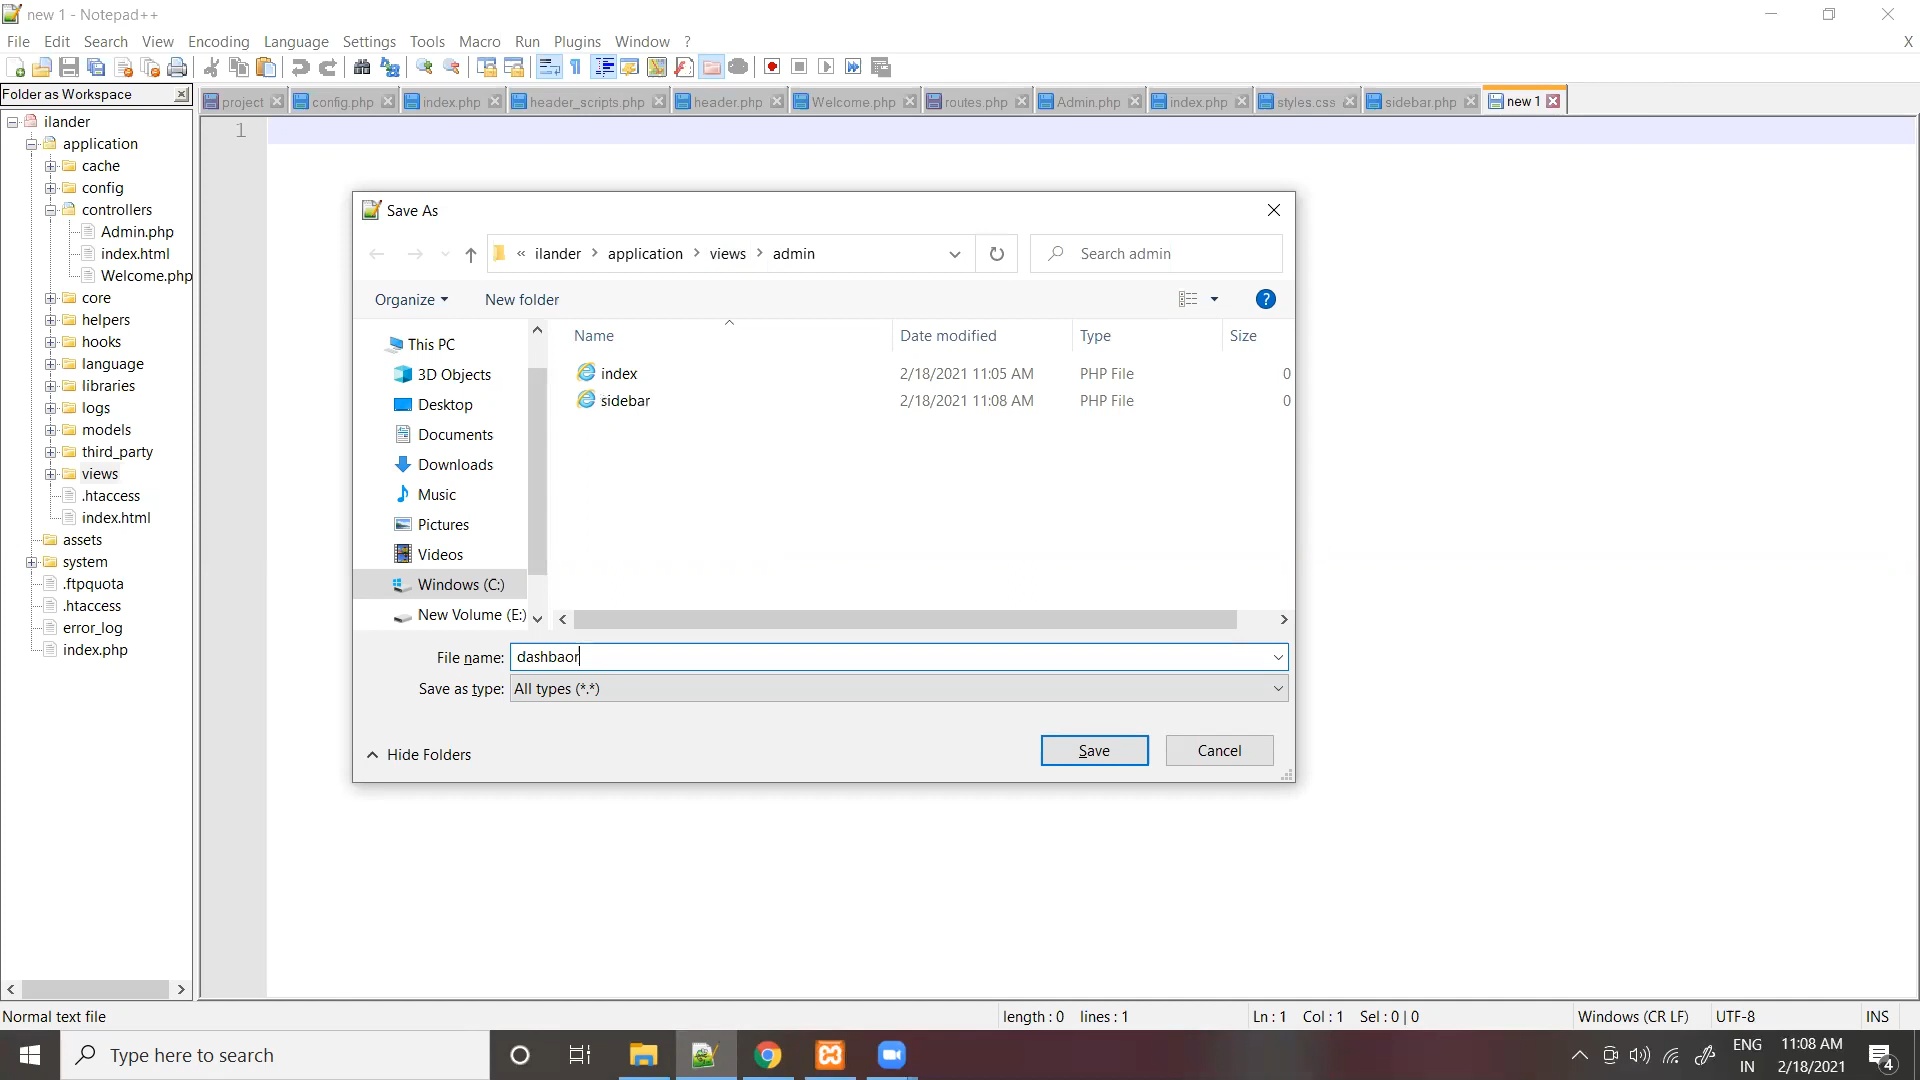 new 1 - Notepad++
File Edit Search View Encoding Language Settings Tools Macro Run Plugins Window ? X
Folder as Workspace
project config.php index.php header_scripts.php header.php Welcome.php routes.php Admin.php index.php styles.css sidebar.php new 1
1
ilander
application
cache
config
controllers
Admin.php
index.html
Welcome.php
core
helpers
hooks
language
libraries
logs
models
third_party
views
.htaccess
index.html
assets
system
.ftpquota
.htaccess
error_log
index.php
Save As
« ilander > application > views > admin
Search admin
Organize New folder
Name Date modified Type Size
This PC
3D Objects
Desktop
Documents
Downloads
Music
Pictures
Videos
Windows (C:)
New Volume (E:)
index 2/18/2021 11:05 AM PHP File 0
sidebar 2/18/2021 11:08 AM PHP File 0
File name: dashbaor
Save as type: All types (*.*)
Hide Folders
Save Cancel
Normal text file length : 0 lines : 1 Ln : 1 Col : 1 Sel : 0 | 0 Windows (CR LF) UTF-8 INS
Type here to search
ENG
IN
11:08 AM
2/18/2021
4